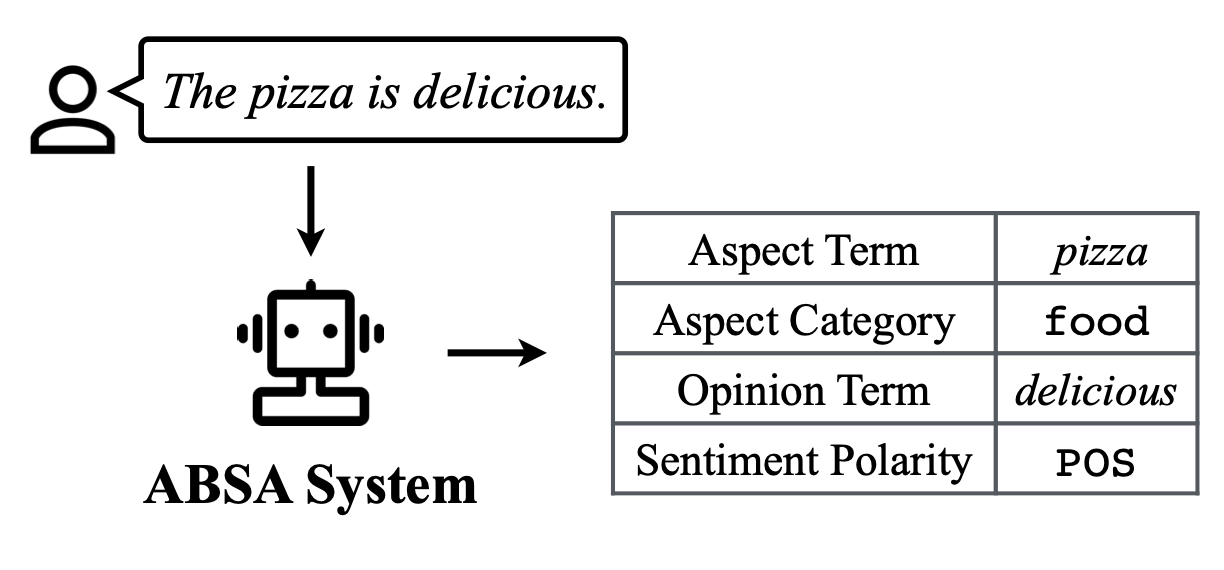 The pizza is delicious.
Aspect Term pizza
Aspect Category food
Opinion Term delicious
Sentiment Polarity POS
ABSA System